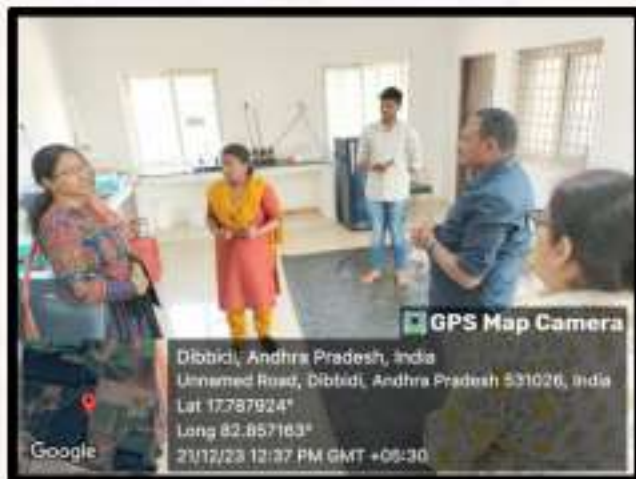 GPS Map Camera
Dibbidi, Andhra Pradesh, India
Unnamed Road, Dibbidi, Andhra Pradesh 531026, India
Lat 17.787924°
Long 82.857163°
21/12/23 12:37 PM GMT +05:30
Google